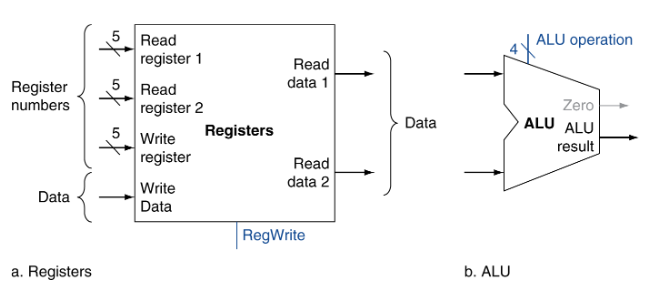 5
Read
register 1
5
Read
register 2
5
Write
register
Write
Data
Register
numbers
Data
Registers
Read
data 1
Read
data 2
Data
RegWrite
a. Registers
4
ALU operation
Zero
ALU
ALU
result
b. ALU